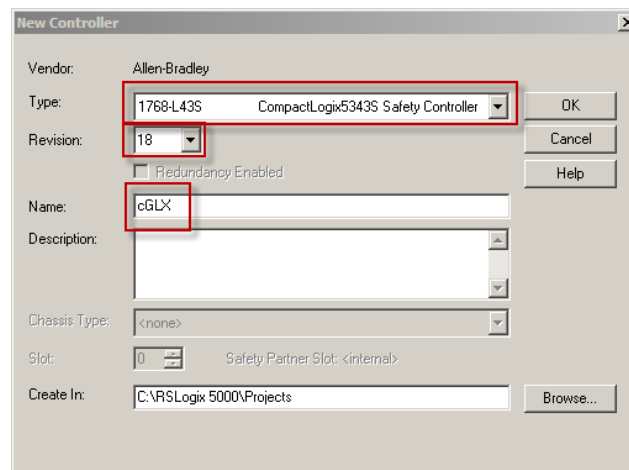 New Controller
Vendor: Allen-Bradley
Type: 1768-L43S CompactLogix5343S Safety Controller OK
Revision: 18 Cancel
Redundancy Enabled Help
Name: cGLX
Description:
Chassis Type: <none>
Slot: 0 Safety Partner Slot: <internal>
Create In: C:\RSLogix 5000\Projects Browse...